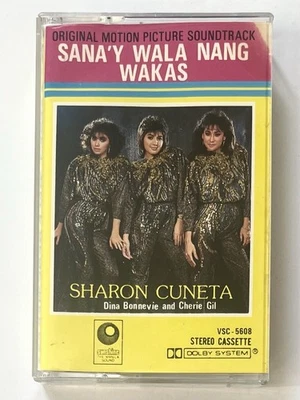 ORIGINAL MOTION PICTURE SOUNDTRACK
SANA'Y WALA NANG
WAKAS
SHARON CUNETA
Dina Bonnevie and Cherie Gil
VSC-5608
STEREO CASSETTE
DOLBY SYSTEM®